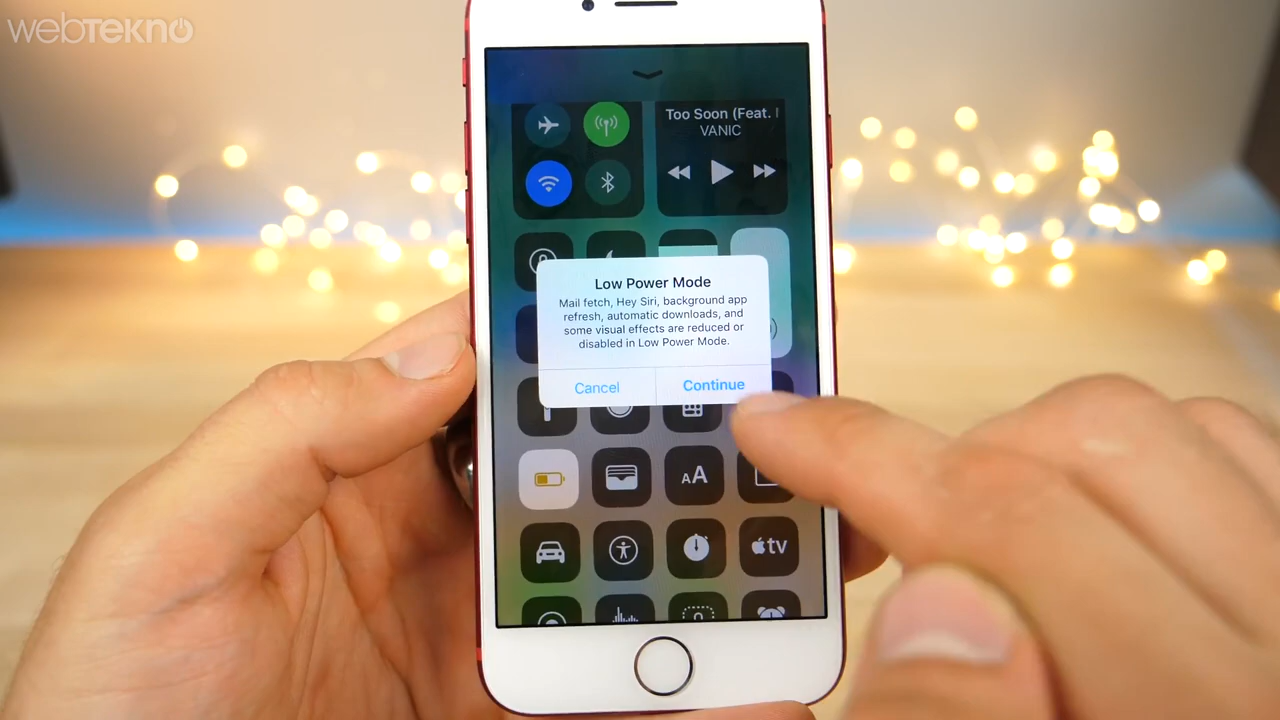 webtekno
Too Soon (Feat.
VANIC
Low Power Mode
Mail fetch, Hey Siri, background app
refresh, automatic downloads, and
some visual effects are reduced or
disabled in Low Power Mode.
Cancel
Continue
AA
tv